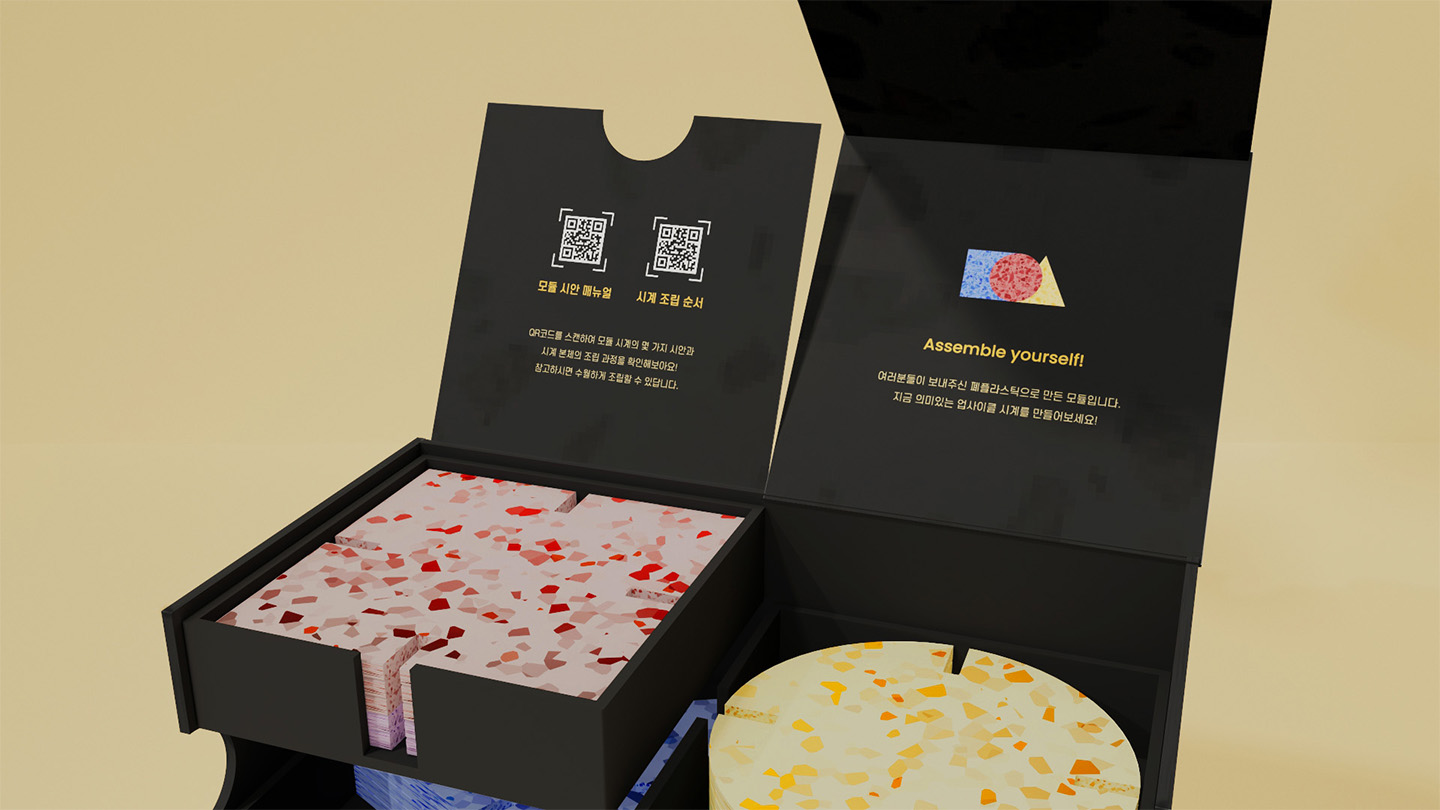 모듈 시안 매뉴얼
시계 조립 순서
QR코드를 스캔하여 모듈 시계의 몇 가지 시안과
시계 본체의 조립 과정을 확인해보아요!
참고하시면 수월하게 조립할 수 있답니다.
Assemble yourself!
여러분들이 보내주신 폐플라스틱으로 만든 모듈입니다.
지금 의미있는 업사이클 시계를 만들어보세요!